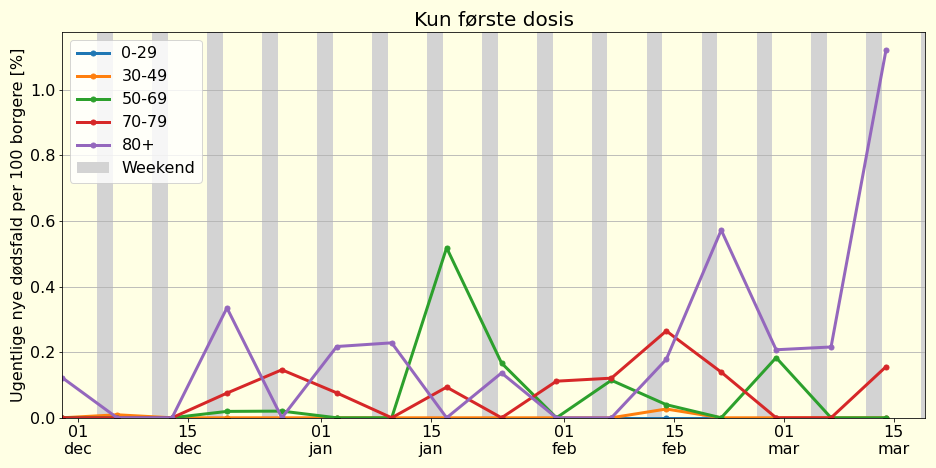 Kun første dosis
Ugentlige nye dødsfald per 100 borgere [%]
1.0
0.8
0.6
0.4
0.2
0.0
0-29
30-49
50-69
70-79
80+
Weekend
01 15 01 15 01 15 01 15
dec dec jan jan feb feb mar mar